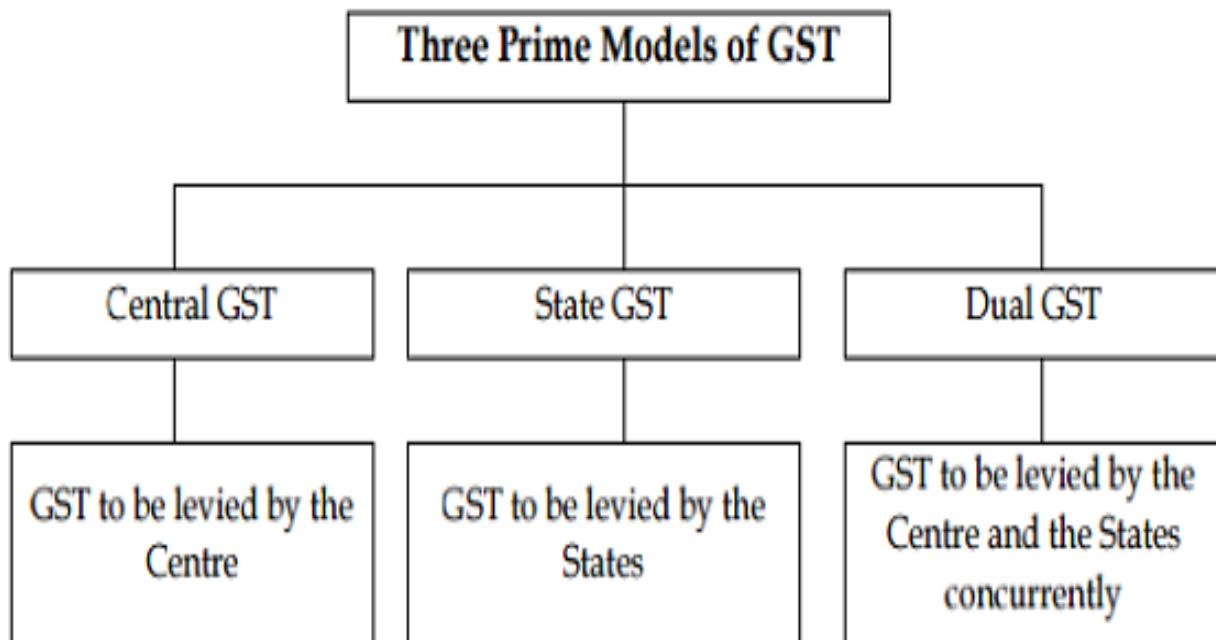 Three Prime Models of GST
Central GST
State GST
Dual GST
GST to be levied by the
Centre
GST to be levied by the
States
GST to be levied by the
Centre and the States
concurrently